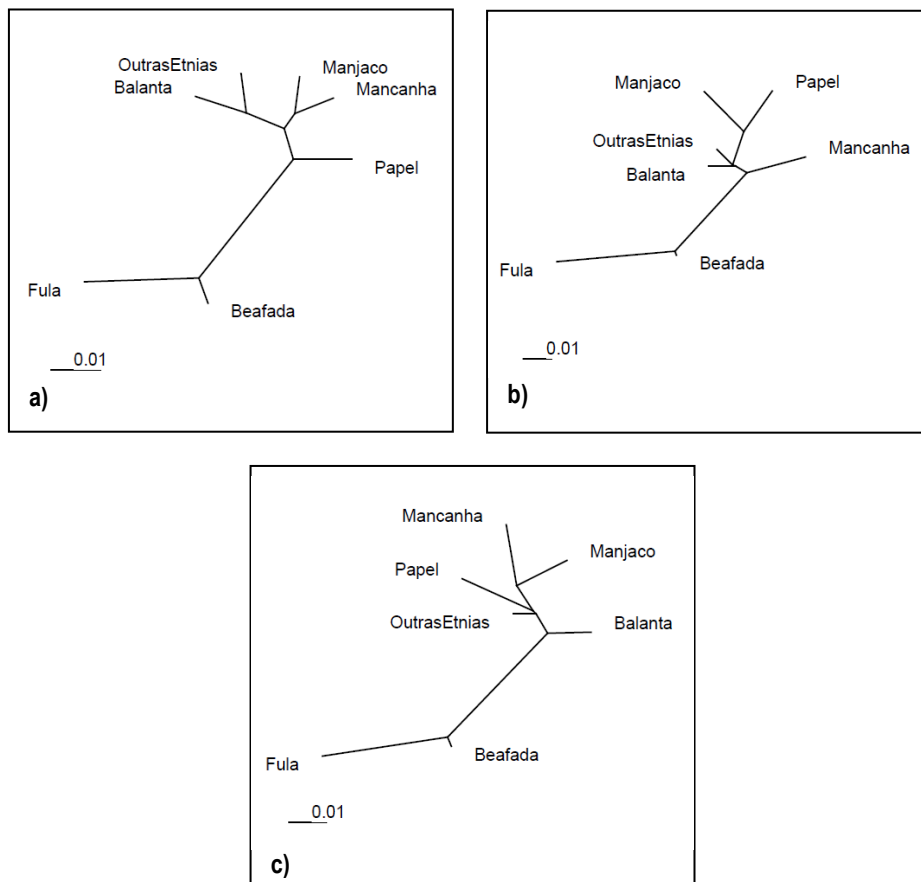 OutrasEtnias
Balanta
Manjaco
Mancanha
Papel
Fula
Beafada
0.01
a)
Manjaco
Papel
OutrasEtnias
Balanta
Mancanha
Fula
Beafada
0.01
b)
Mancanha
Manjaco
Papel
OutrasEtnias
Balanta
Fula
Beafada
0.01
c)